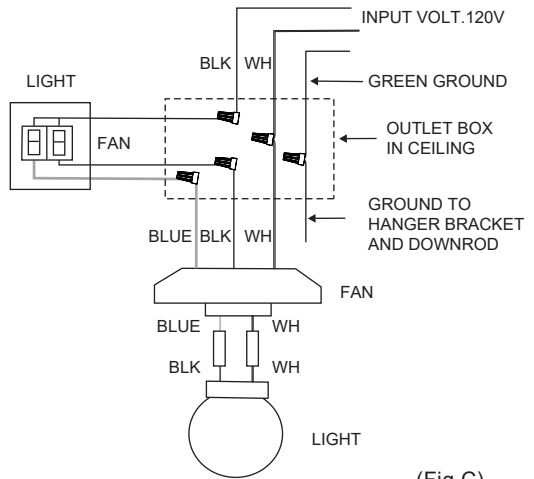 INPUT VOLT.120V
BLK WH
LIGHT
GREEN GROUND
FAN
OUTLET BOX
IN CEILING
GROUND TO
HANGER BRACKET
AND DOWNROD
BLUE BLK WH
FAN
BLUE WH
BLK WH
LIGHT
(Fig.C)